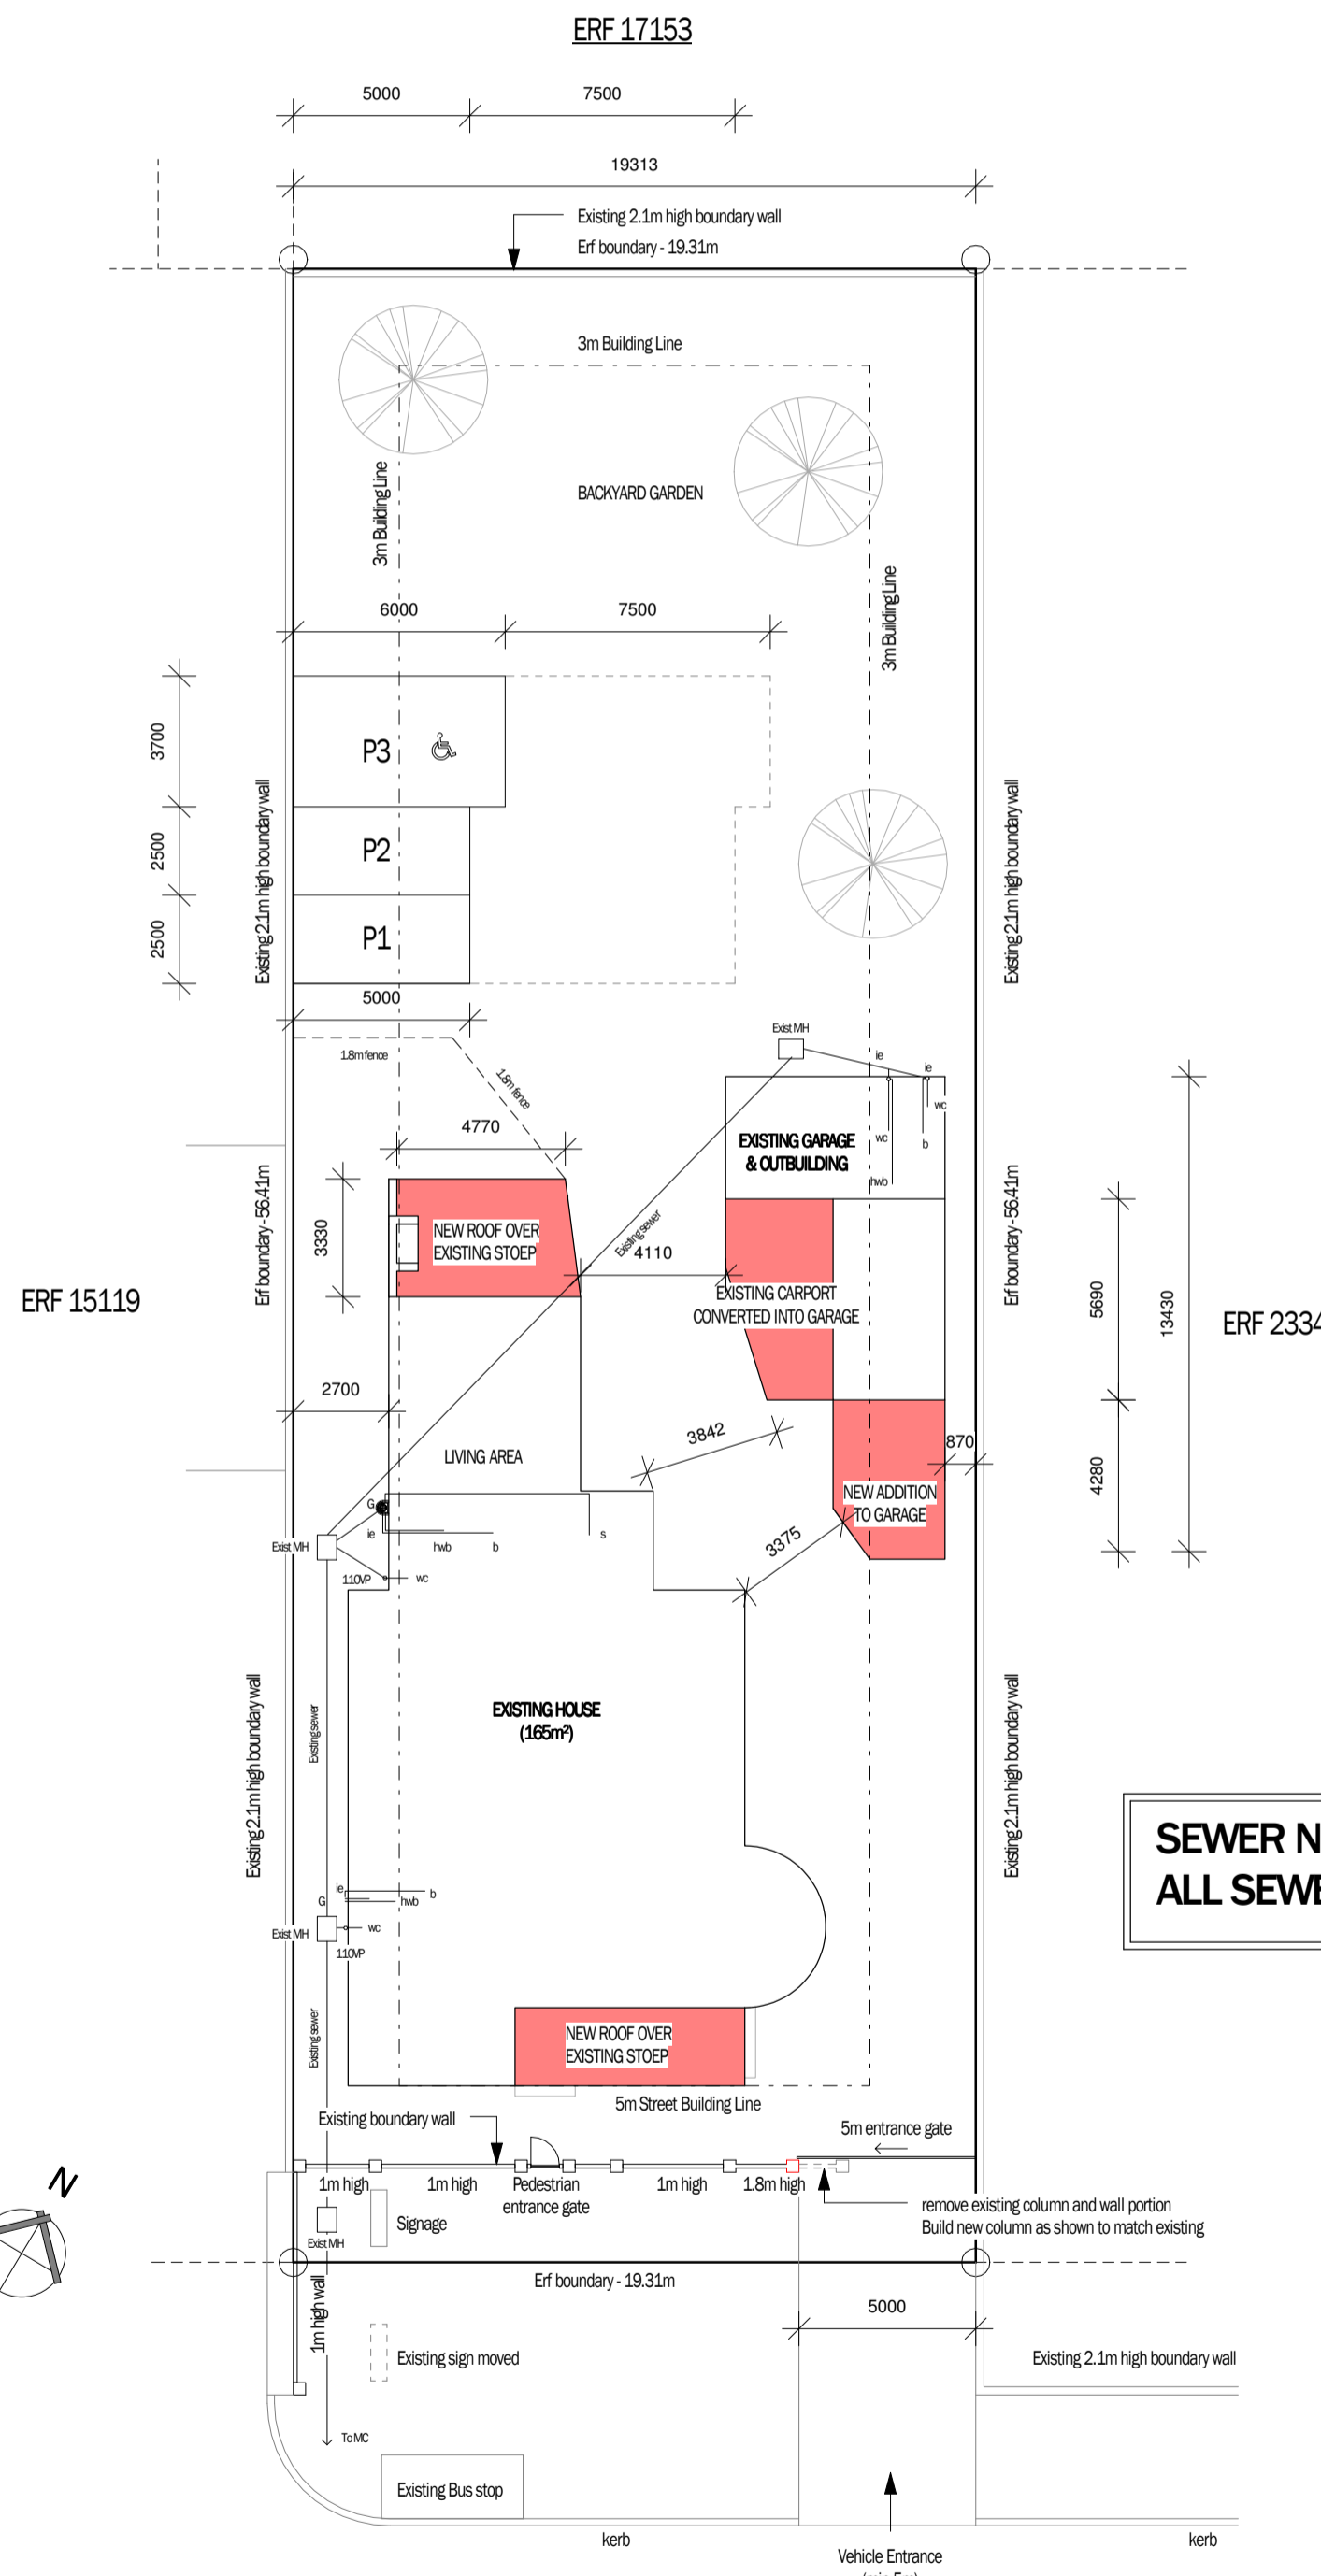 ERF 17153
5000
7500
19313
Existing 2.1m high boundary wall
Erf boundary - 19.31m
3m Building Line
3m Building Line
BACKYARD GARDEN
3m Building Line
6000
7500
3700
P3
2500
P2
2500
P1
Existing 2.1m high boundary wall
Existing 2.1m high boundary wall
5000
1.8m fence
1.8m fence
Exist MH
ie
ie
wc
wc
b
hwb
EXISTING GARAGE
& OUTBUILDING
4770
3330
NEW ROOF OVER
EXISTING STOEP
Existing sewer
4110
EXISTING CARPORT
CONVERTED INTO GARAGE
Erf boundary - 56.41m
Erf boundary - 56.41m
5690
13430
ERF 15119
ERF 2334
2700
3842
870
4280
LIVING AREA
NEW ADDITION
TO GARAGE
G
ie
hwb
b
s
Exist MH
110VP
wc
3375
EXISTING HOUSE
(165m²)
Existing sewer
Existing 2.1m high boundary wall
Existing 2.1m high boundary wall
SEWER N
ALL SEWE
ie
b
G
hwb
Exist MH
wc
110VP
Existing sewer
NEW ROOF OVER
EXISTING STOEP
5m Street Building Line
Existing boundary wall
5m entrance gate
1m high
1m high
Pedestrian
entrance gate
1m high
1.8m high
remove existing column and wall portion
Build new column as shown to match existing
N
Signage
Exist MH
Erf boundary - 19.31m
1m high wall
5000
Existing sign moved
Existing 2.1m high boundary wall
To MC
Existing Bus stop
kerb
kerb
Vehicle Entrance